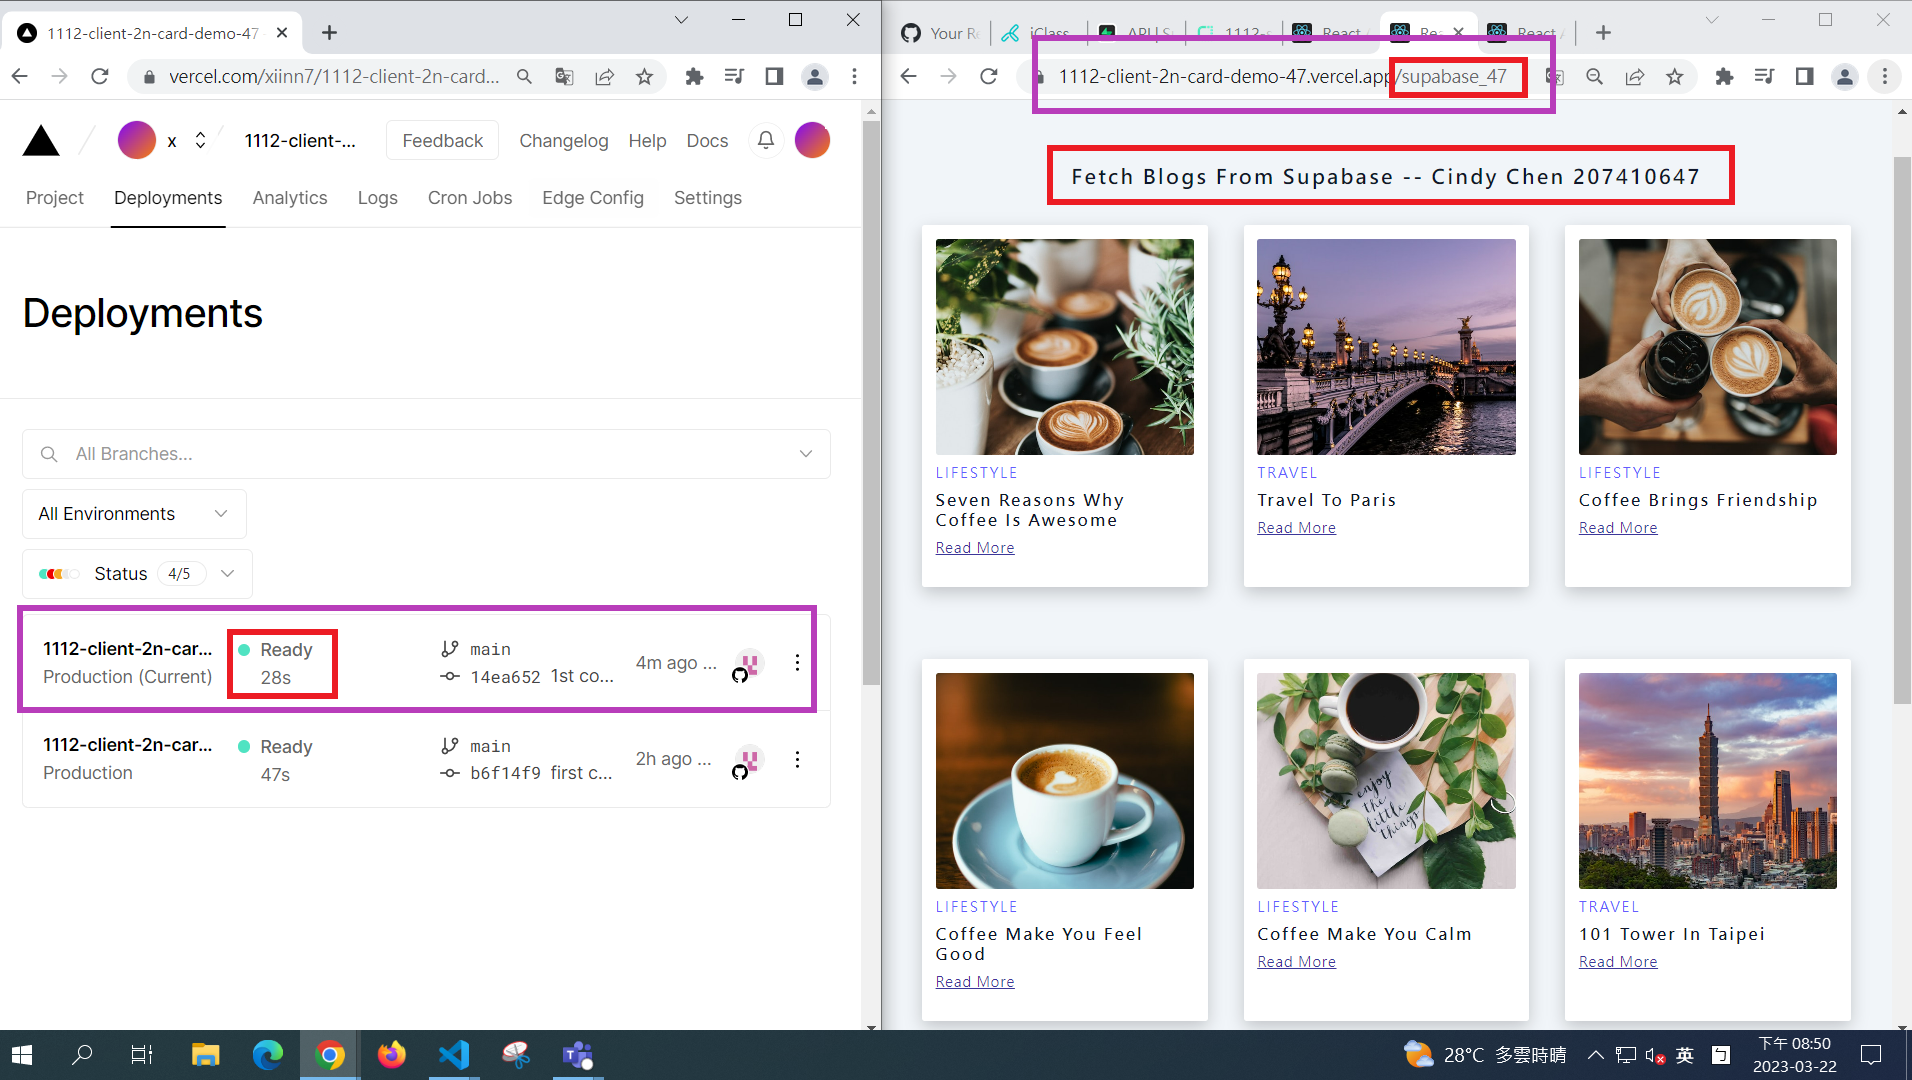 1112-client-2n-card-demo-47
vercel.com/xiinn7/1112-client-2n-card...
x
1112-client-...
Feedback
Changelog
Help
Docs
Project
Deployments
Analytics
Logs
Cron Jobs
Edge Config
Settings
Deployments
All Branches...
All Environments
Status 4/5
1112-client-2n-car...
Production (Current)
Ready
28s
main
14ea652 1st co...
4m ago ...
1112-client-2n-car...
Production
Ready
47s
main
b6f14f9 first c...
2h ago ...
Your Re
iClass
API | S
1112-s
React
Rea
React A
1112-client-2n-card-demo-47.vercel.app/supabase_47
Fetch Blogs From Supabase -- Cindy Chen 207410647
LIFESTYLE
Seven Reasons Why
Coffee Is Awesome
Read More
TRAVEL
Travel To Paris
Read More
LIFESTYLE
Coffee Brings Friendship
Read More
enjoy
the
little
things
LIFESTYLE
Coffee Make You Feel
Good
Read More
LIFESTYLE
Coffee Make You Calm
Read More
TRAVEL
101 Tower In Taipei
Read More
28°C 多雲時晴
英
下午 08:50
2023-03-22